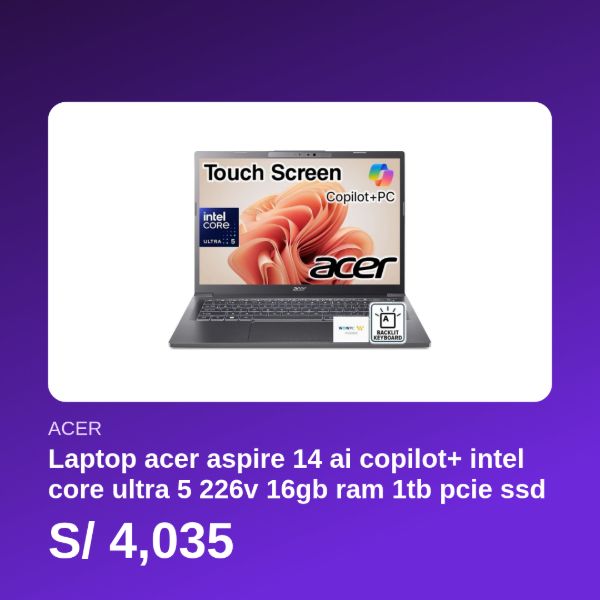 Touch Screen
Copilot+PC
intel
CORE
ULTRA 5
acer
acer
A
BACKLIT
KEYBOARD
ACER
Laptop acer aspire 14 ai copilot+ intel
core ultra 5 226v 16gb ram 1tb pcie ssd
S/ 4,035